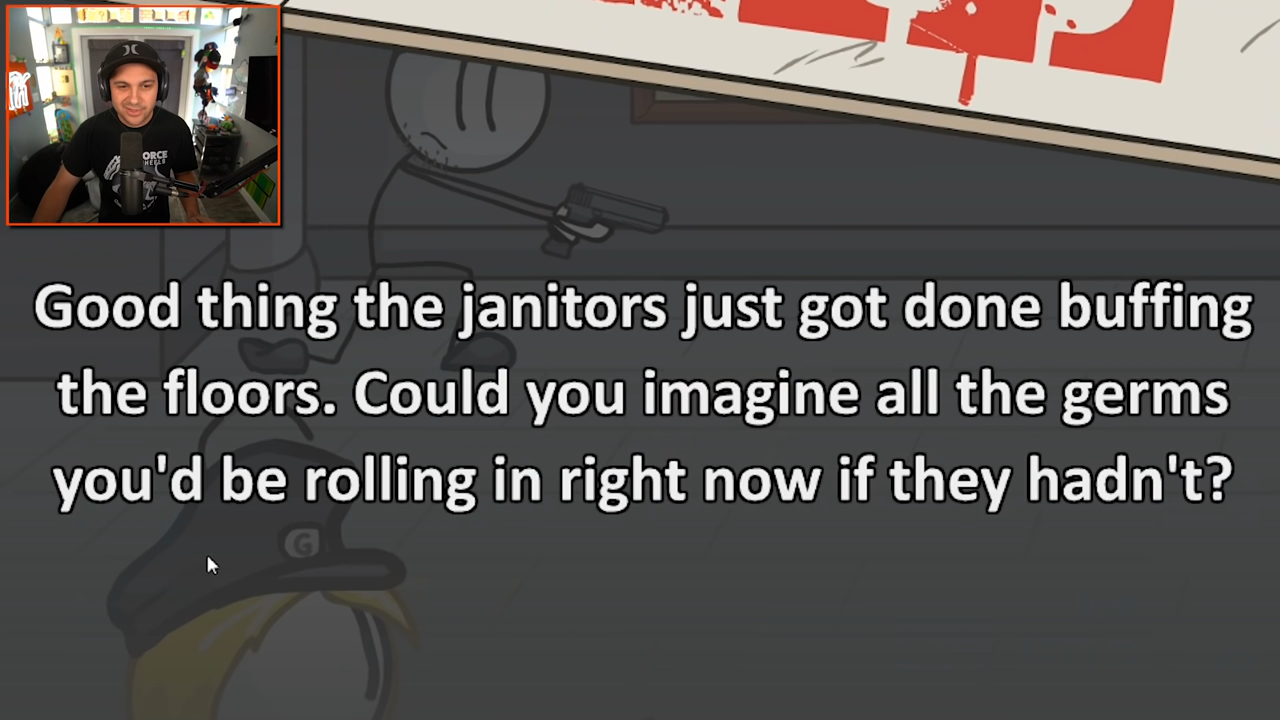 Good thing the janitors just got done buffing
the floors. Could you imagine all the germs
you'd be rolling in right now if they hadn't?
G